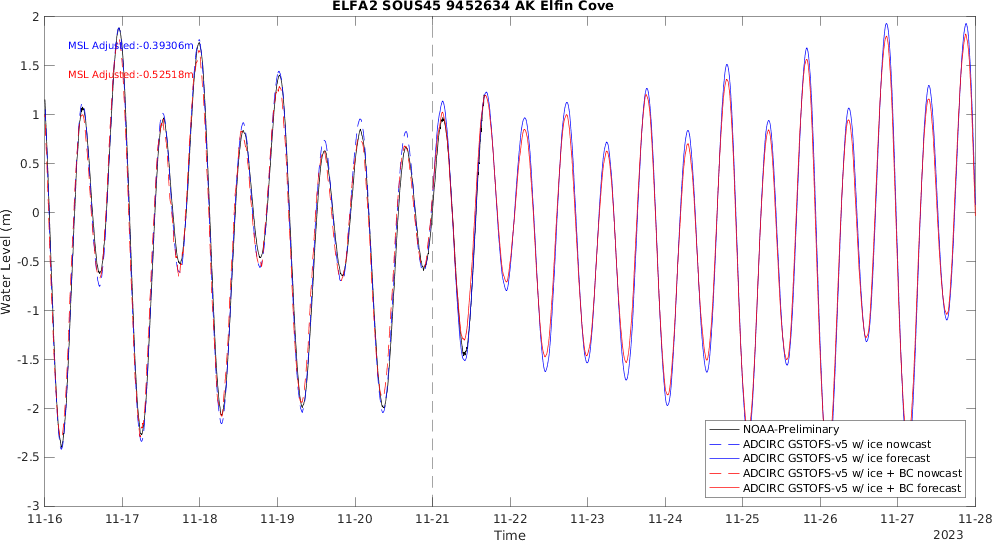 ELFA2 SOUS45 9452634 AK Elfin Cove
2
1.5
1
0.5
0
-0.5
-1
-1.5
-2
-2.5
-3
Water Level (m)
MSL Adjusted:-0.39306m
MSL Adjusted:-0.52518m
NOAA-Preliminary
ADCIRC GSTOFS-v5 w/ ice nowcast
ADCIRC GSTOFS-v5 w/ ice forecast
ADCIRC GSTOFS-v5 w/ ice + BC nowcast
ADCIRC GSTOFS-v5 w/ ice + BC forecast
11-16 11-17 11-18 11-19 11-20 11-21 11-22 11-23 11-24 11-25 11-26 11-27 11-28
Time
2023